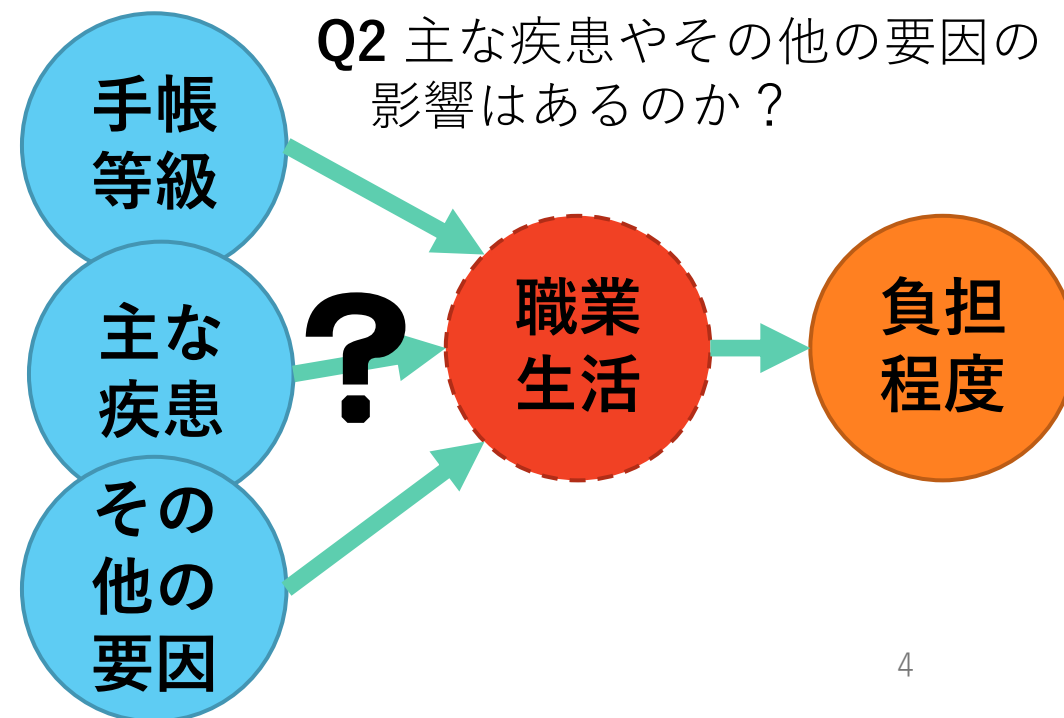 Q2 主な疾患やその他の要因の
影響はあるのか？
手帳
等級
主な
疾患
その
他の
要因
？
職業
生活
負担
程度
4